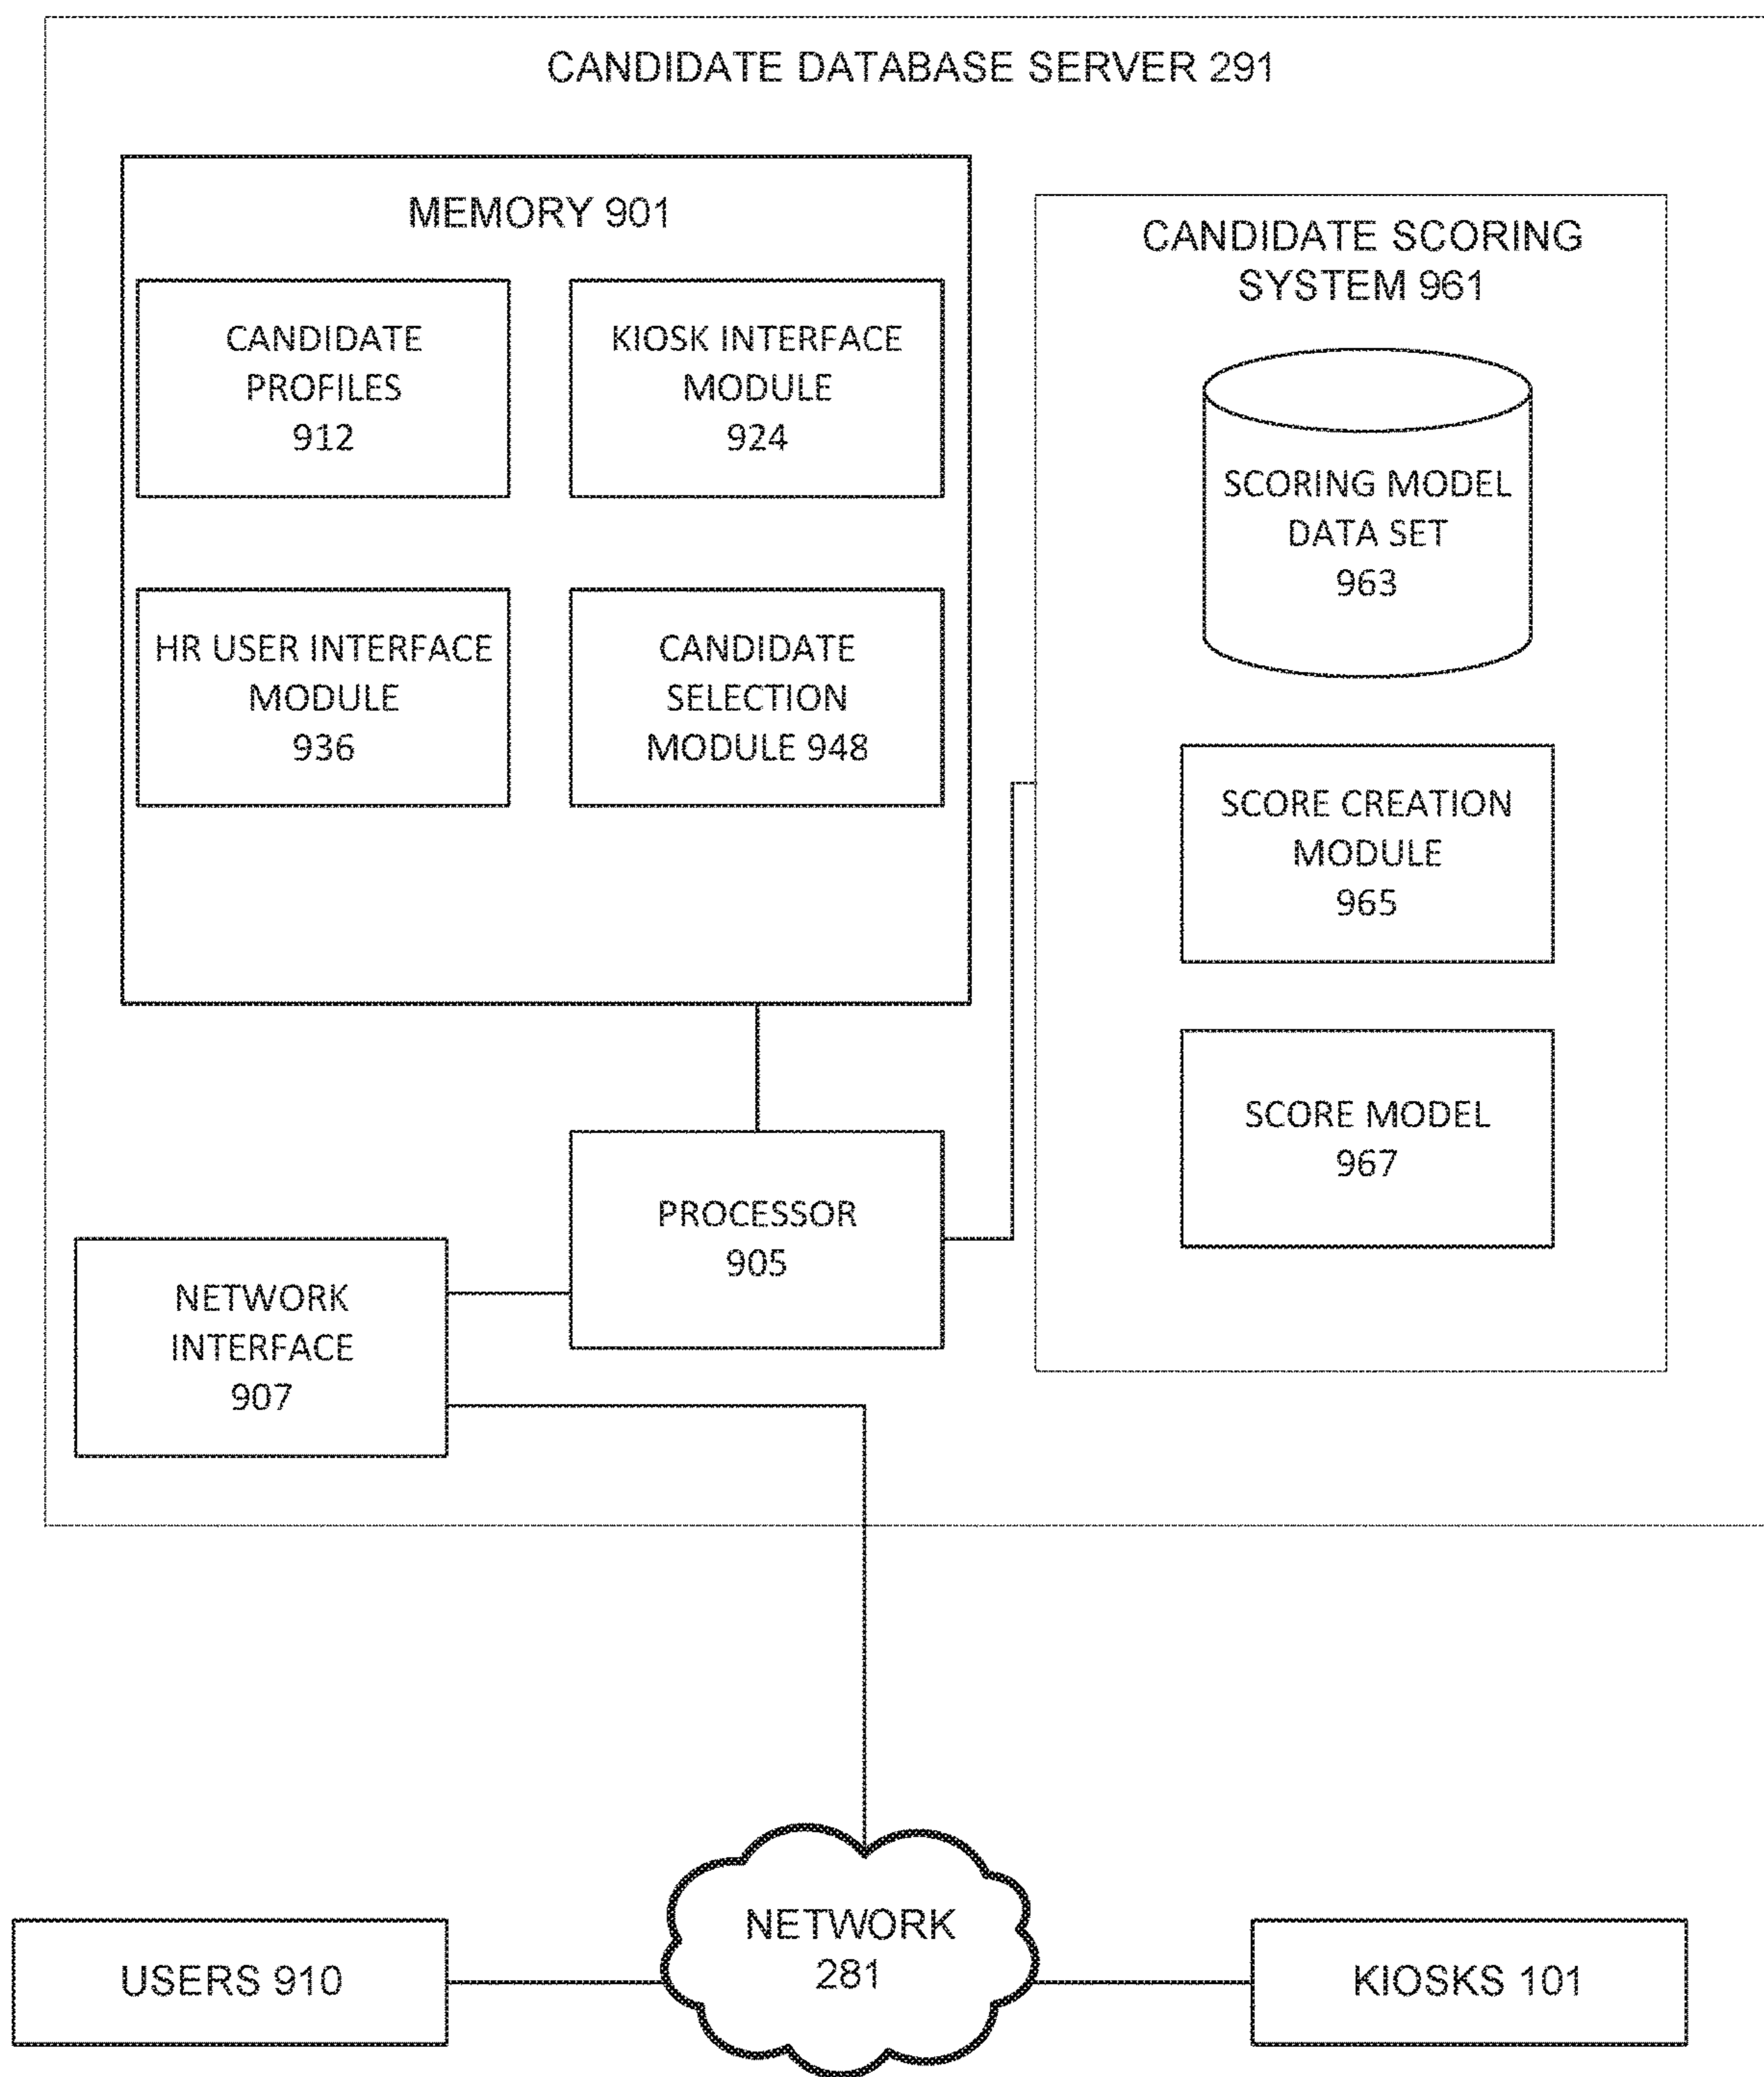 CANDIDATE DATABASE SERVER 291
MEMORY 901
CANDIDATE
PROFILES
912
KIOSK INTERFACE
MODULE
924
HR USER INTERFACE
MODULE
936
CANDIDATE
SELECTION
MODULE 948
CANDIDATE SCORING
SYSTEM 961
SCORING MODEL
DATA SET
963
SCORE CREATION
MODULE
965
SCORE MODEL
967
PROCESSOR
905
NETWORK
INTERFACE
907
NETWORK
281
USERS 910
KIOSKS 101